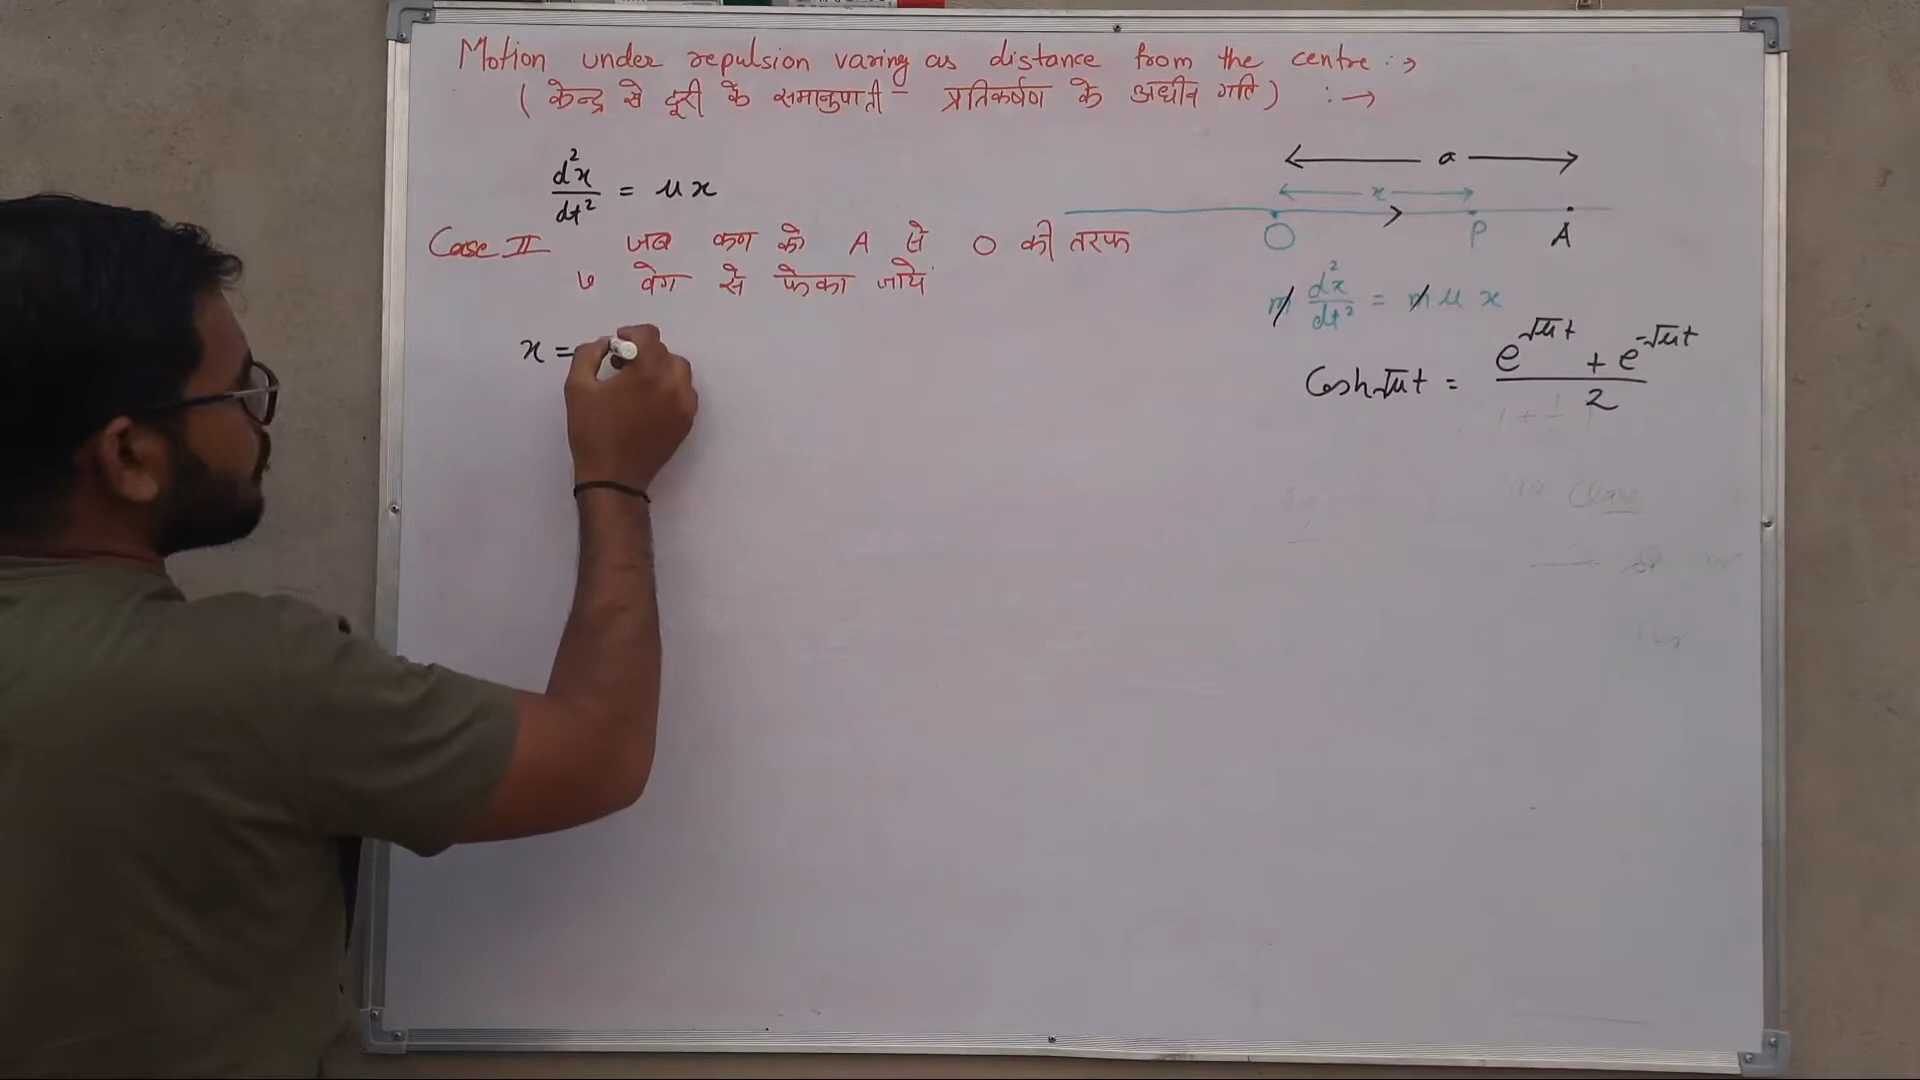 Motion under repulsion varing as distance from the centre :→
( केन्द्र से दूरी के समानुपाती - प्रतिकर्षण के अधीन गति ) :→
d²x/dt² = μx
a
x
O P A
Case II जब कण को A से O की तरफ
v वेग से फेका जाये
m d²x/dt² = m μ x
x =
Cosh√μt = (e^√μt + e^-√μt)/2